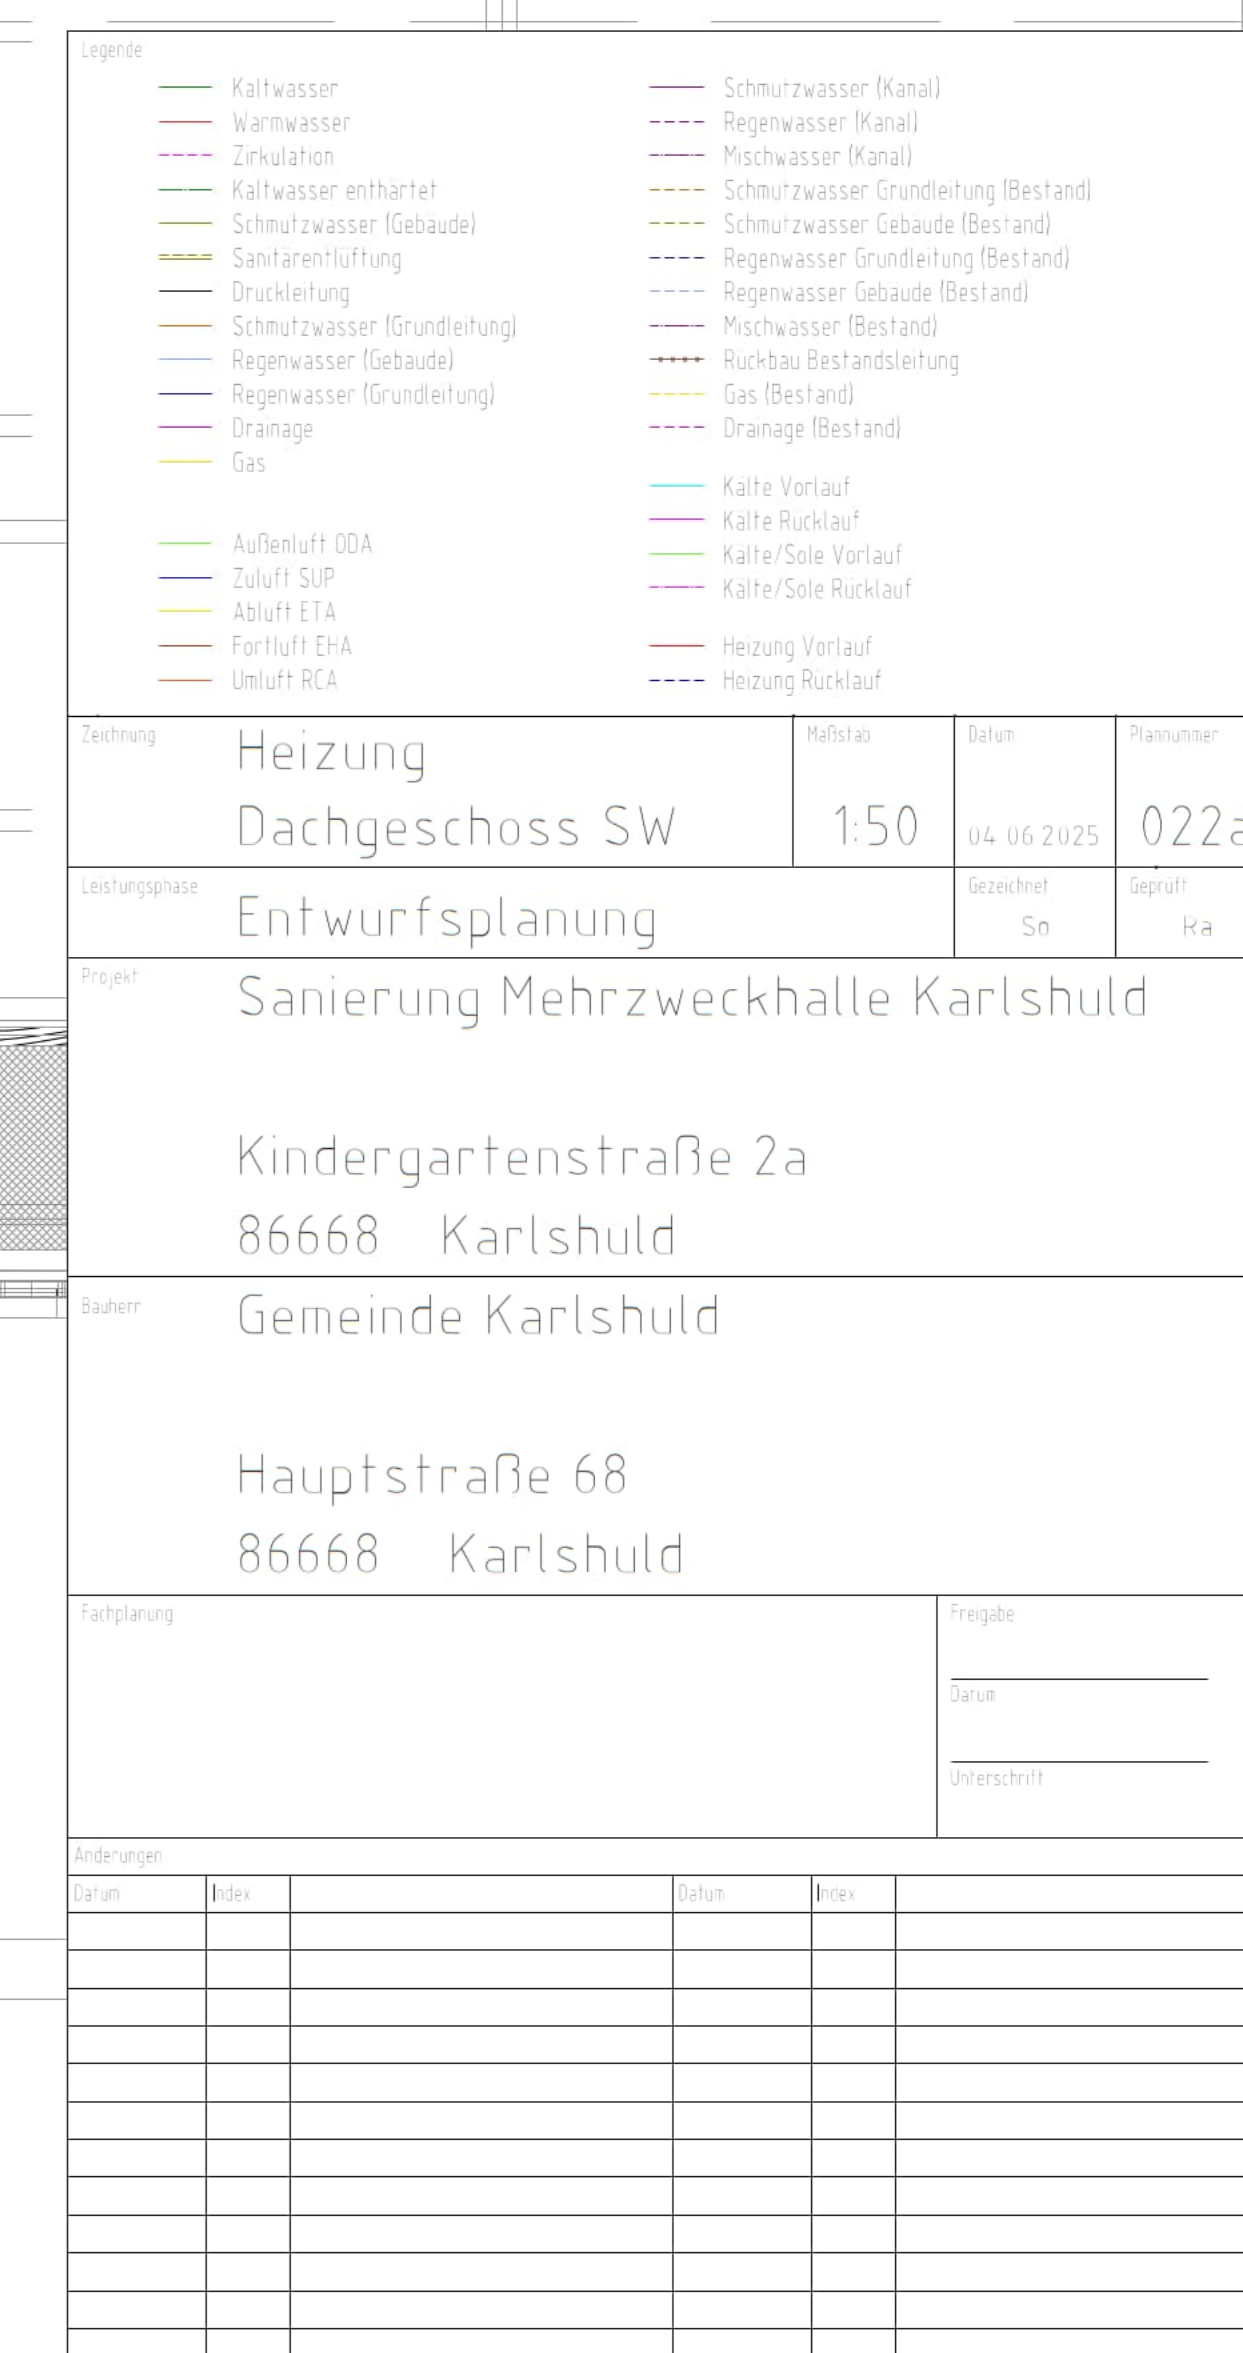 Legende
Kaltwasser
Warmwasser
Zirkulation
Kaltwasser enthärtet
Schmutzwasser (Gebäude)
Sanitärentlüftung
Druckleitung
Schmutzwasser (Grundleitung)
Regenwasser (Gebäude)
Regenwasser (Grundleitung)
Drainage
Gas
Außenluft ODA
Zuluft SUP
Abluft ETA
Fortluft EHA
Umluft RCA
Schmutzwasser (Kanal)
Regenwasser (Kanal)
Mischwasser (Kanal)
Schmutzwasser Grundleitung (Bestand)
Schmutzwasser Gebäude (Bestand)
Regenwasser Grundleitung (Bestand)
Regenwasser Gebäude (Bestand)
Mischwasser (Bestand)
Rückbau Bestandsleitung
Gas (Bestand)
Drainage (Bestand)
Kälte Vorlauf
Kälte Rücklauf
Kälte/Sole Vorlauf
Kälte/Sole Rücklauf
Heizung Vorlauf
Heizung Rücklauf
Zeichnung
Heizung
Dachgeschoss SW
Maßstab
1:50
Datum
04.06.2025
Plannummer
022a
Leistungsphase
Entwurfsplanung
Gezeichnet
So
Geprüft
Ra
Projekt
Sanierung Mehrzweckhalle Karlshuld
Kindergartenstraße 2a
86668 Karlshuld
Bauherr
Gemeinde Karlshuld
Hauptstraße 68
86668 Karlshuld
Fachplanung
Freigabe
Datum
Unterschrift
Änderungen
Datum Index Datum Index